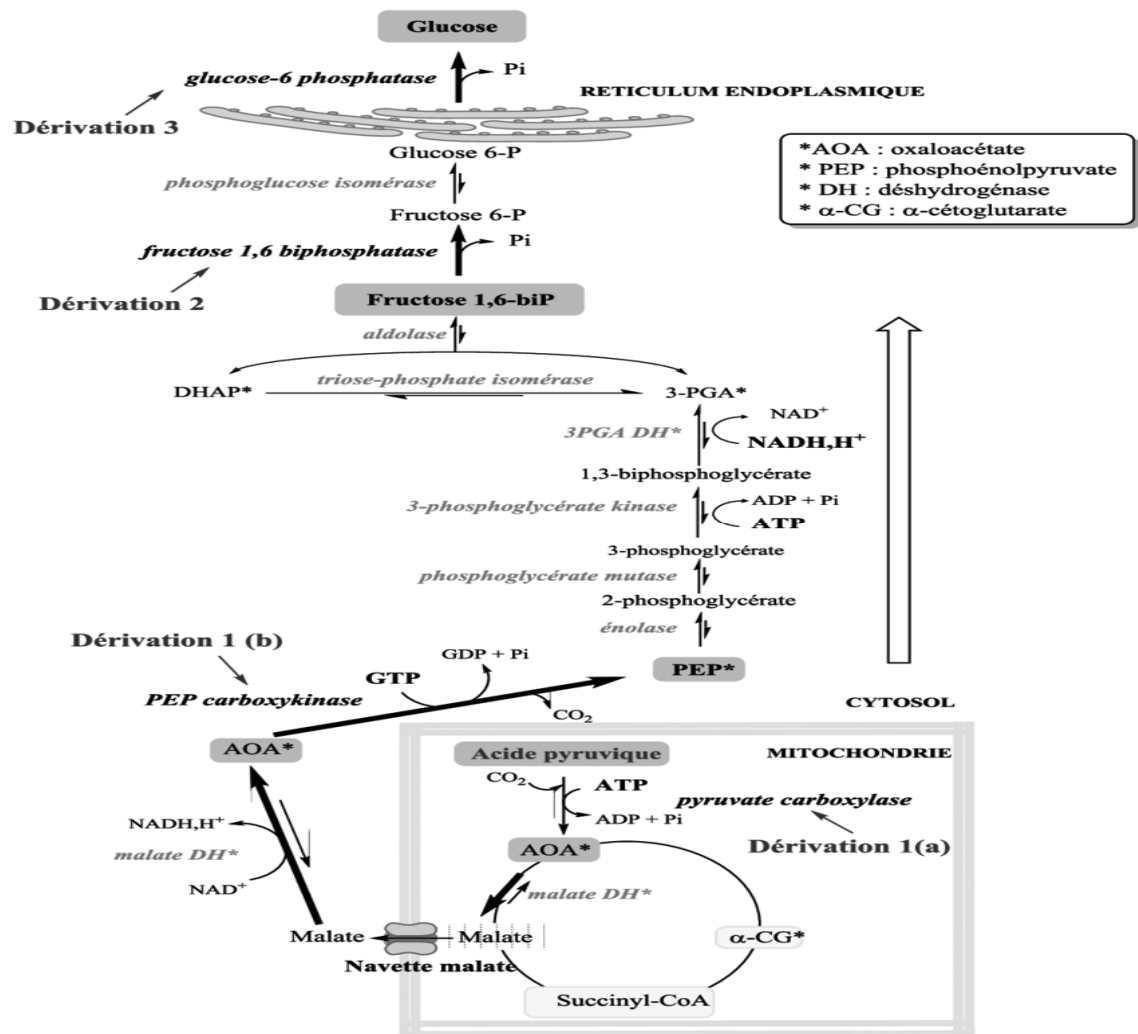 Glucose
glucose-6 phosphatase
Pi
RETICULUM ENDOPLASMIQUE
Dérivation 3
Glucose 6-P
*AOA : oxaloacétate
* PEP : phosphoénolpyruvate
* DH : déshydrogénase
* α-CG : α-cétoglutarate
phosphoglucose isomérase
Fructose 6-P
fructose 1,6 biphosphatase
Pi
Dérivation 2
Fructose 1,6-biP
aldolase
triose-phosphate isomérase
DHAP*
3-PGA*
NAD+
3PGA DH*
NADH,H+
1,3-biphosphoglycérate
3-phosphoglycérate kinase
ADP + Pi
ATP
3-phosphoglycérate
phosphoglycérate mutase
2-phosphoglycérate
énolase
Dérivation 1 (b)
GDP + Pi
GTP
PEP*
PEP carboxykinase
CO2
CYTOSOL
AOA*
Acide pyruvique
MITOCHONDRIE
CO2
ATP
pyruvate carboxylase
ADP + Pi
NADH,H+
malate DH*
AOA*
Dérivation 1(a)
NAD+
malate DH*
Malate
Malate
α-CG*
Navette malate
Succinyl-CoA